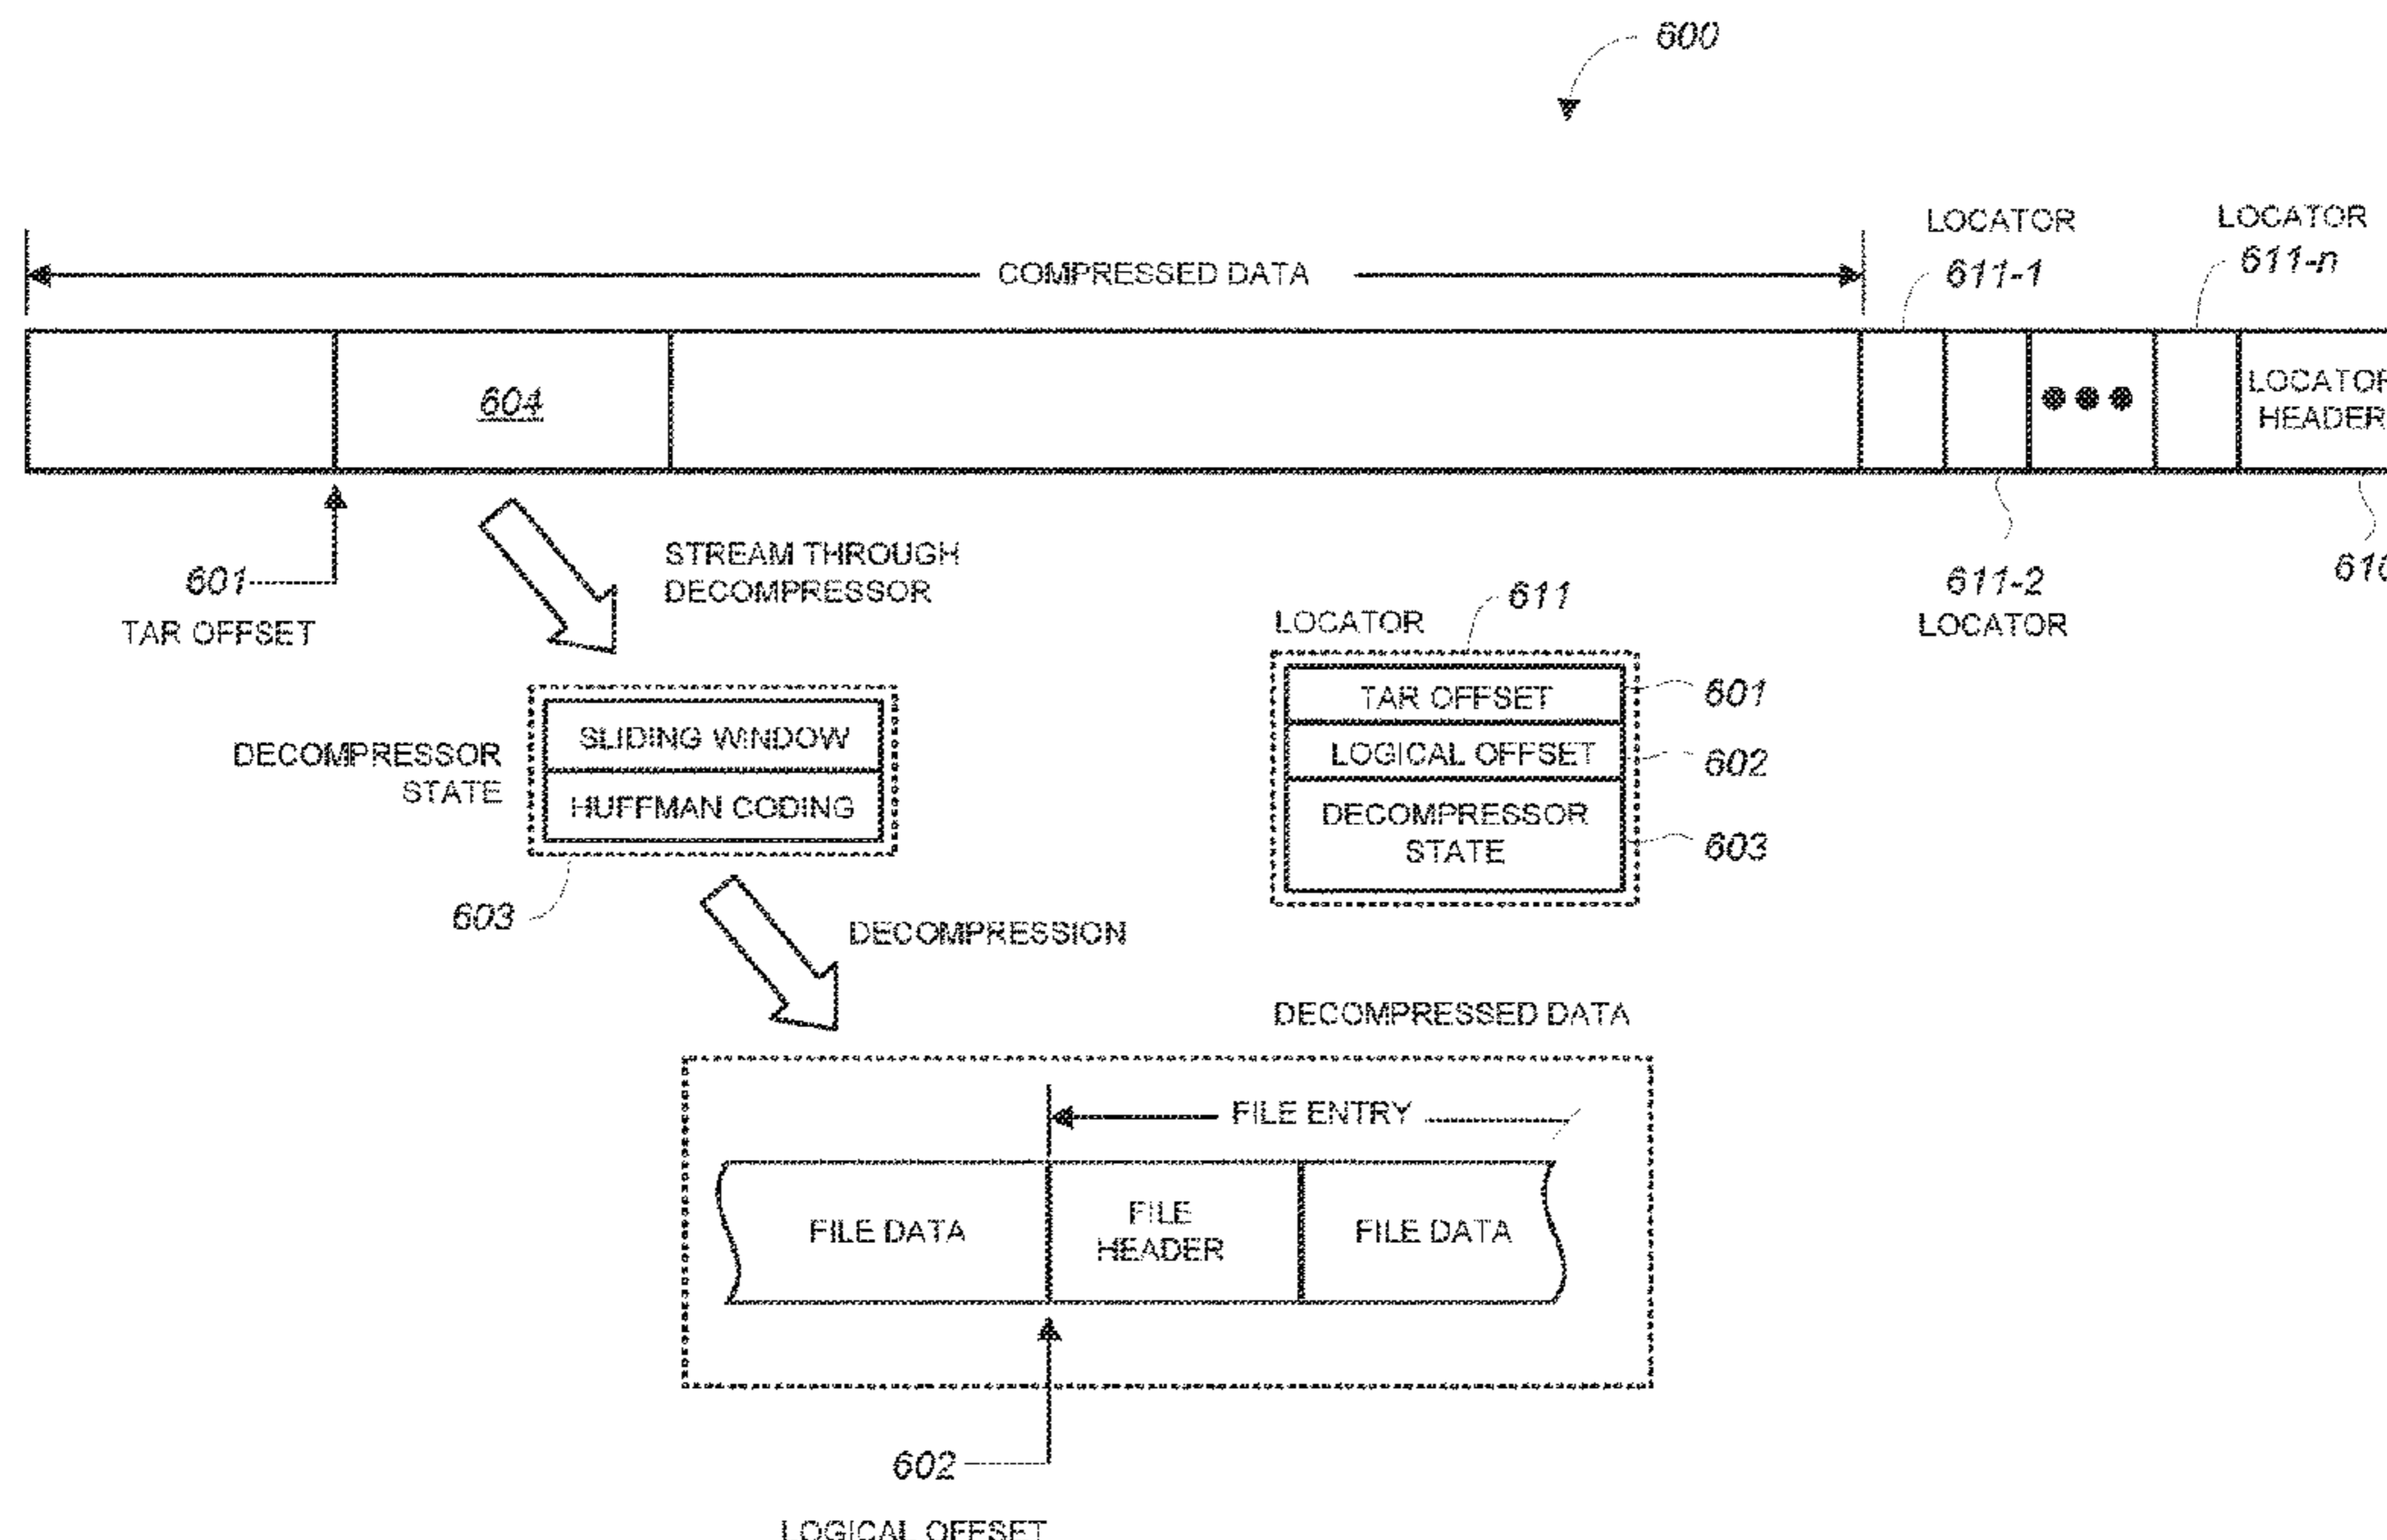 600
LOCATOR
LOCATOR
611-1
611-n
COMPRESSED DATA
604
LOCATOR
HEADER
601
TAR OFFSET
STREAM THROUGH
DECOMPRESSOR
611-2
LOCATOR
610
LOCATOR
611
TAR OFFSET
601
LOGICAL OFFSET
602
DECOMPRESSOR
STATE
603
DECOMPRESSOR
STATE
SLIDING WINDOW
HUFFMAN CODING
603
DECOMPRESSION
DECOMPRESSED DATA
FILE ENTRY
FILE DATA
FILE
HEADER
FILE DATA
602
LOGICAL OFFSET